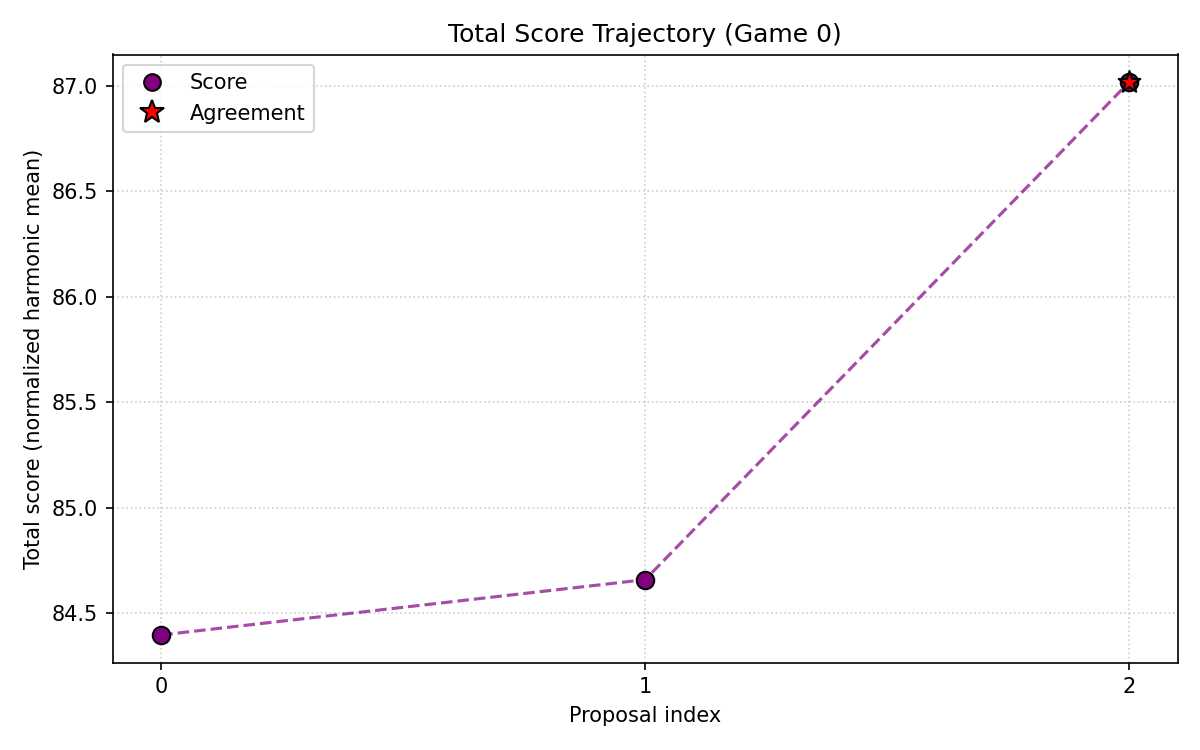 Total Score Trajectory (Game 0)
Score
Agreement
Total score (normalized harmonic mean)
87.0
86.5
86.0
85.5
85.0
84.5
0
1
2
Proposal index